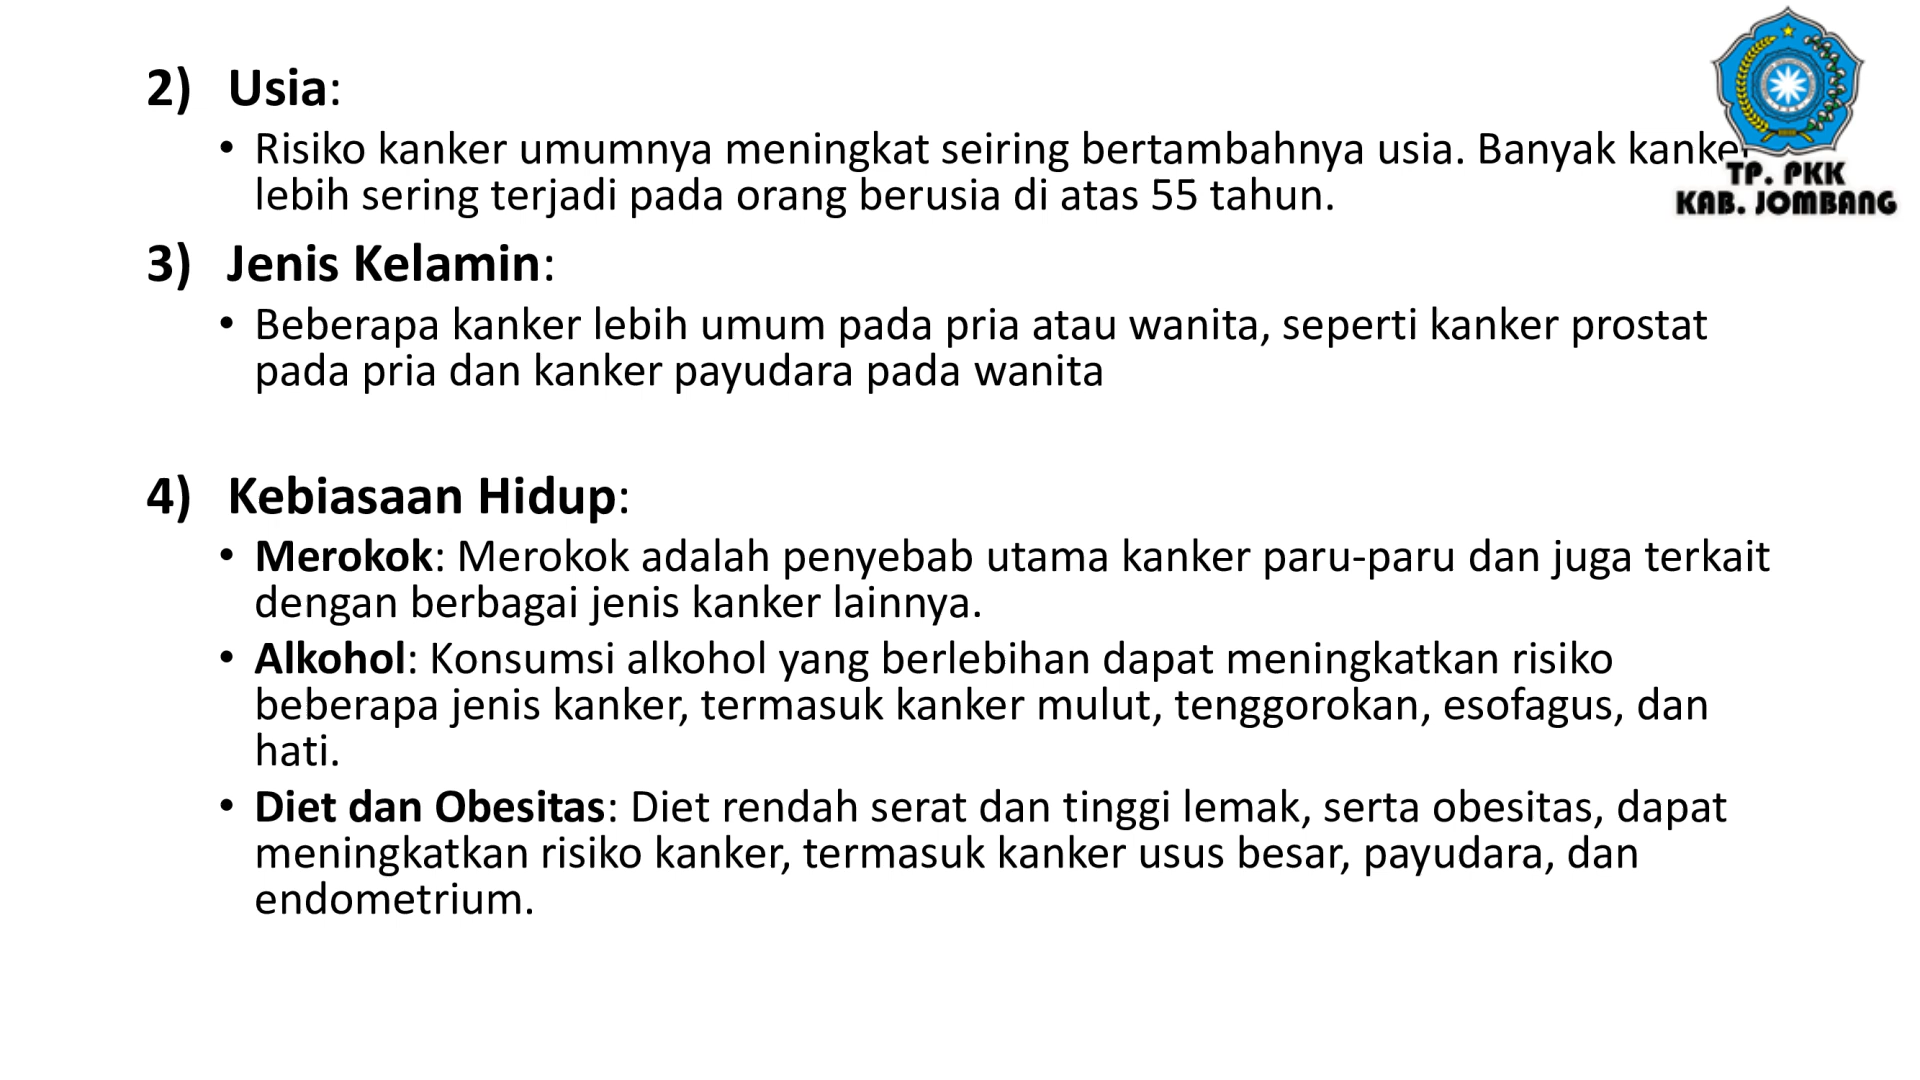 2) Usia:
• Risiko kanker umumnya meningkat seiring bertambahnya usia. Banyak kanker
lebih sering terjadi pada orang berusia di atas 55 tahun.
3) Jenis Kelamin:
• Beberapa kanker lebih umum pada pria atau wanita, seperti kanker prostat
pada pria dan kanker payudara pada wanita
4) Kebiasaan Hidup:
• Merokok: Merokok adalah penyebab utama kanker paru-paru dan juga terkait
dengan berbagai jenis kanker lainnya.
• Alkohol: Konsumsi alkohol yang berlebihan dapat meningkatkan risiko
beberapa jenis kanker, termasuk kanker mulut, tenggorokan, esofagus, dan
hati.
• Diet dan Obesitas: Diet rendah serat dan tinggi lemak, serta obesitas, dapat
meningkatkan risiko kanker, termasuk kanker usus besar, payudara, dan
endometrium.
TP. PKK
KAB. JOMBANG